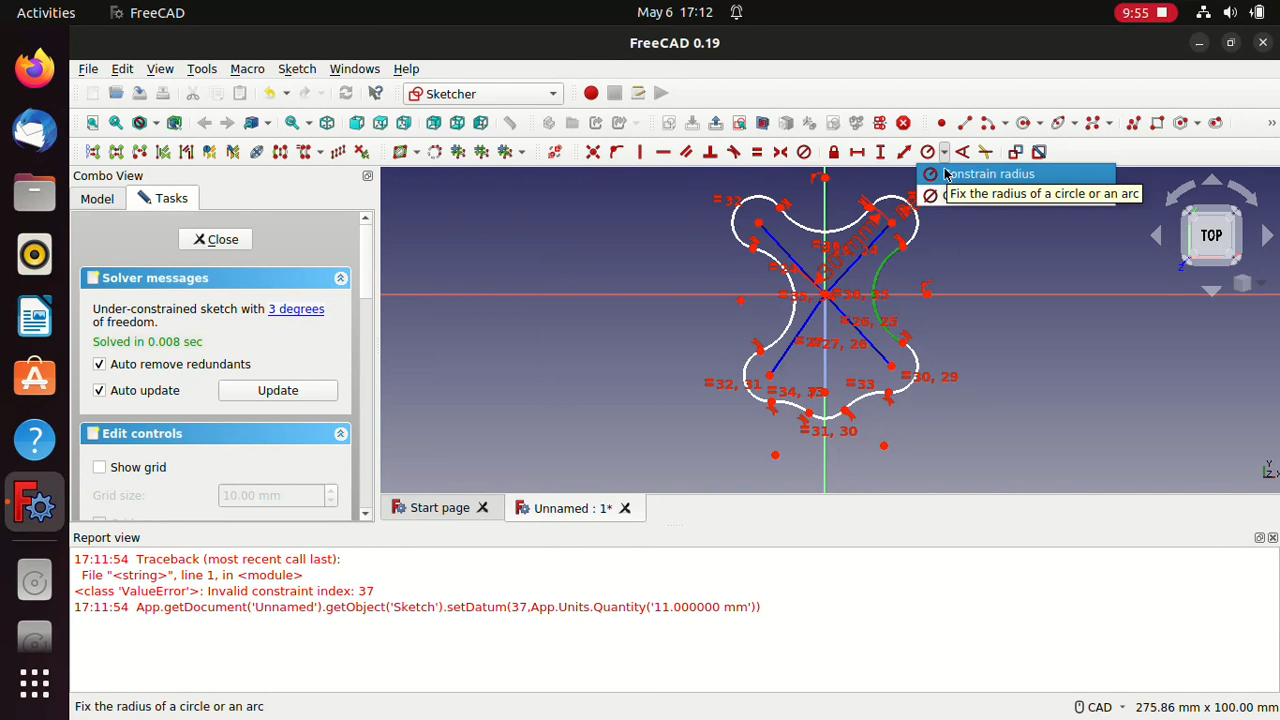 Activities FreeCAD May 6 17:12 9:55
FreeCAD 0.19
File Edit View Tools Macro Sketch Windows Help
Sketcher
Combo View
Model Tasks
Close
Solver messages
Under-constrained sketch with 3 degrees
of freedom.
Solved in 0.008 sec
Auto remove redundants
Auto update Update
Edit controls
Show grid
Grid size: 10.00 mm
Constrain radius
Fix the radius of a circle or an arc
TOP
Start page Unnamed : 1*
Report view
17:11:54 Traceback (most recent call last):
File "<string>", line 1, in <module>
<class 'ValueError'>: Invalid constraint index: 37
17:11:54 App.getDocument('Unnamed').getObject('Sketch').setDatum(37,App.Units.Quantity('11.000000 mm'))
Fix the radius of a circle or an arc CAD 275.86 mm x 100.00 mm